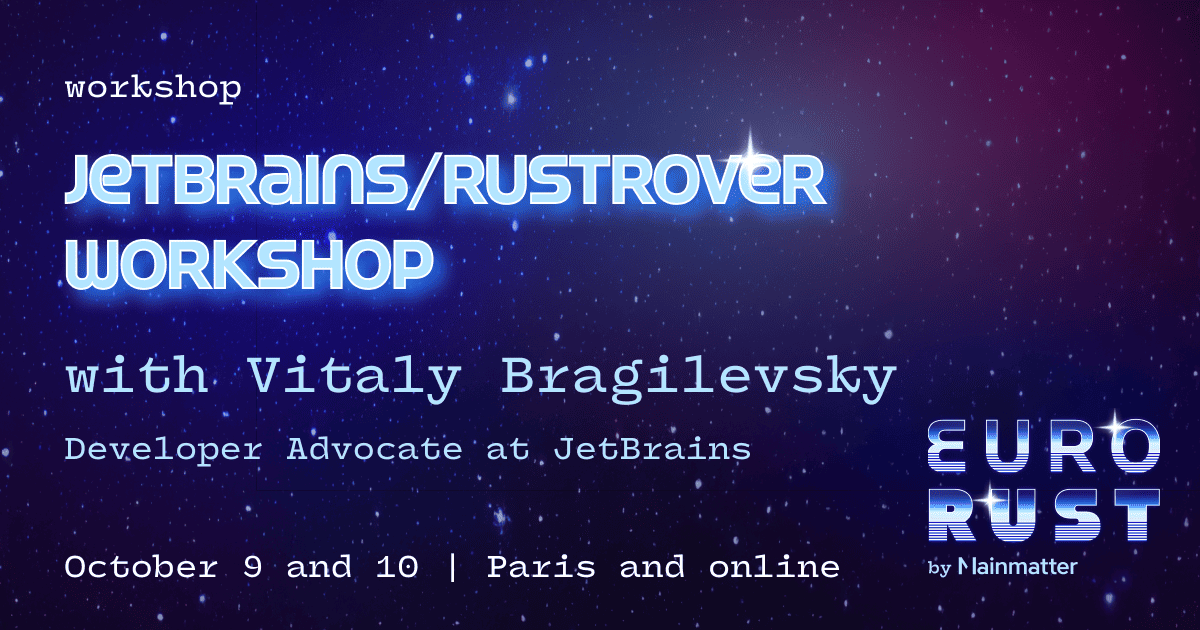 workshop
JETBRAINS/RUSTROVER
WORKSHOP
with Vitaly Bragilevsky
Developer Advocate at JetBrains
October 9 and 10 | Paris and online
EURO
RUST
by Mainmatter